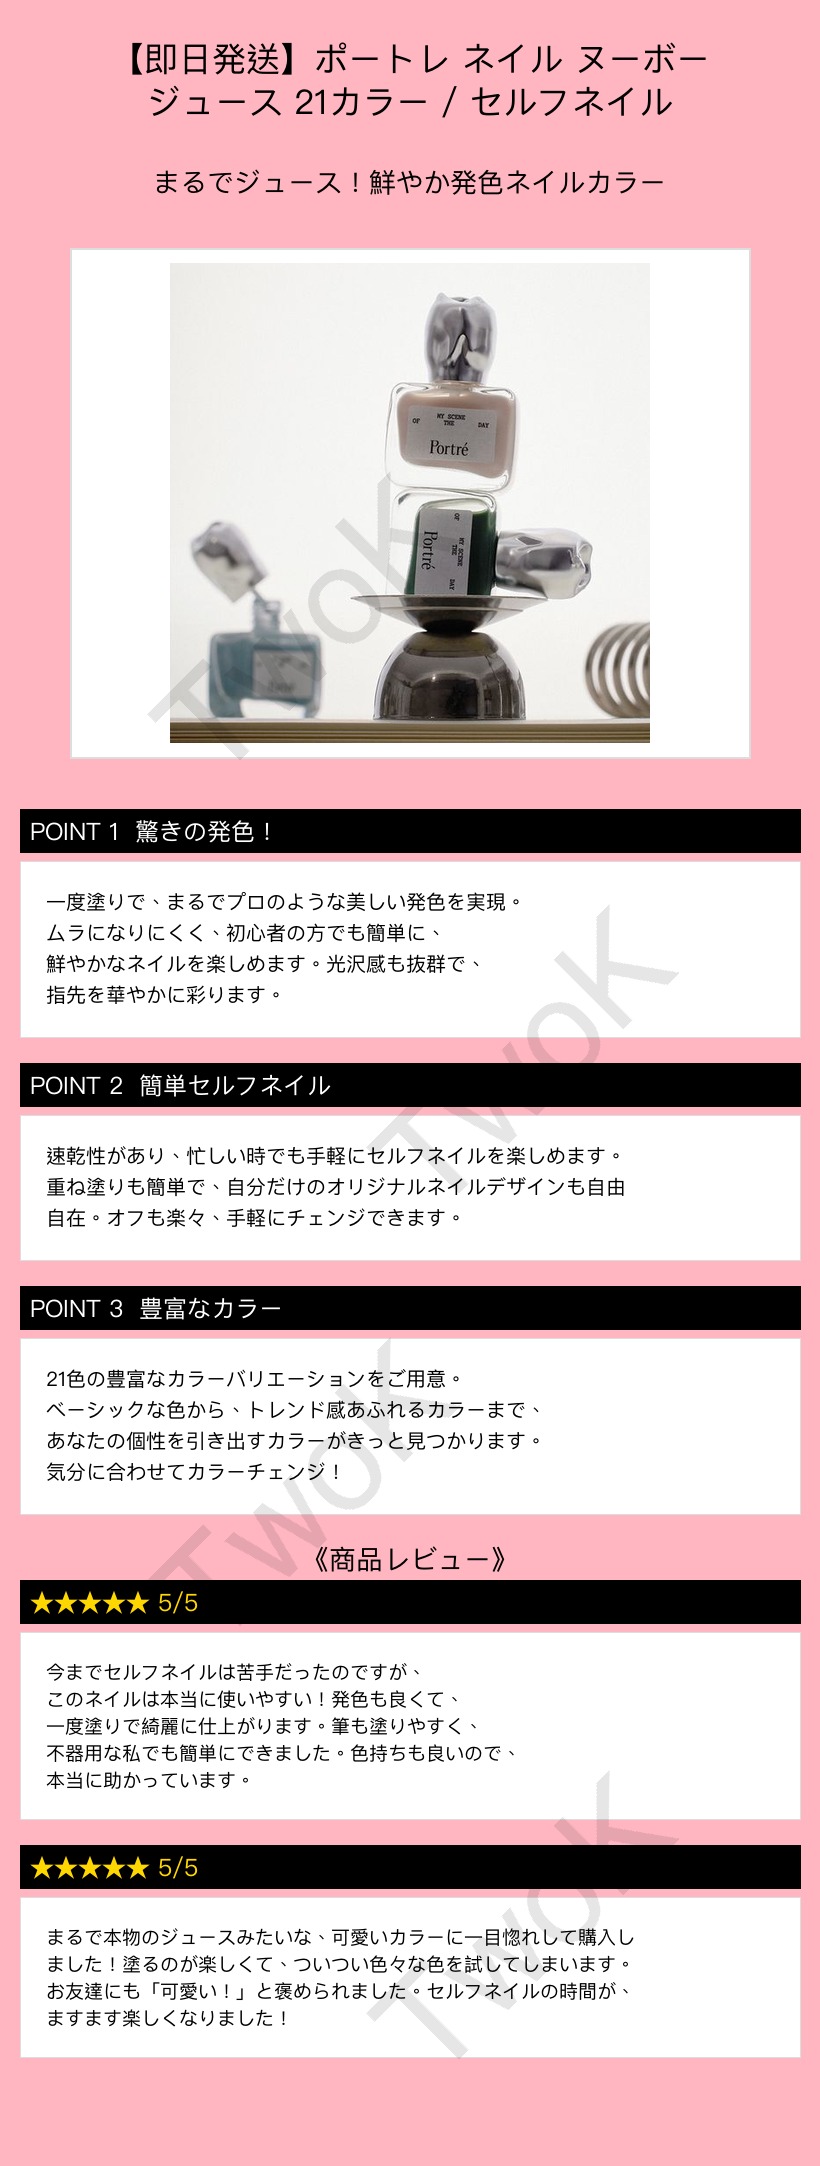 【即日発送】ポートレ ネイル ヌーボー
ジュース 21カラー / セルフネイル
まるでジュース！鮮やか発色ネイルカラー
MY SCENE
OF THE DAY
Portré
OF MY SCENE THE DAY
Portré
TwoK
POINT 1 驚きの発色！
一度塗りで、まるでプロのような美しい発色を実現。
ムラになりにくく、初心者の方でも簡単に、
鮮やかなネイルを楽しめます。光沢感も抜群で、
指先を華やかに彩ります。
TwoK
POINT 2 簡単セルフネイル
速乾性があり、忙しい時でも手軽にセルフネイルを楽しめます。
重ね塗りも簡単で、自分だけのオリジナルネイルデザインも自由
自在。オフも楽々、手軽にチェンジできます。
POINT 3 豊富なカラー
21色の豊富なカラーバリエーションをご用意。
ベーシックな色から、トレンド感あふれるカラーまで、
あなたの個性を引き出すカラーがきっと見つかります。
気分に合わせてカラーチェンジ！
TwoK
《商品レビュー》
★★★★★ 5/5
今までセルフネイルは苦手だったのですが、
このネイルは本当に使いやすい！発色も良くて、
一度塗りで綺麗に仕上がります。筆も塗りやすく、
不器用な私でも簡単にできました。色持ちも良いので、
本当に助かっています。
★★★★★ 5/5
まるで本物のジュースみたいな、可愛いカラーに一目惚れして購入し
ました！塗るのが楽しくて、ついつい色々な色を試してしまいます。
お友達にも「可愛い！」と褒められました。セルフネイルの時間が、
ますます楽しくなりました！
TwoK